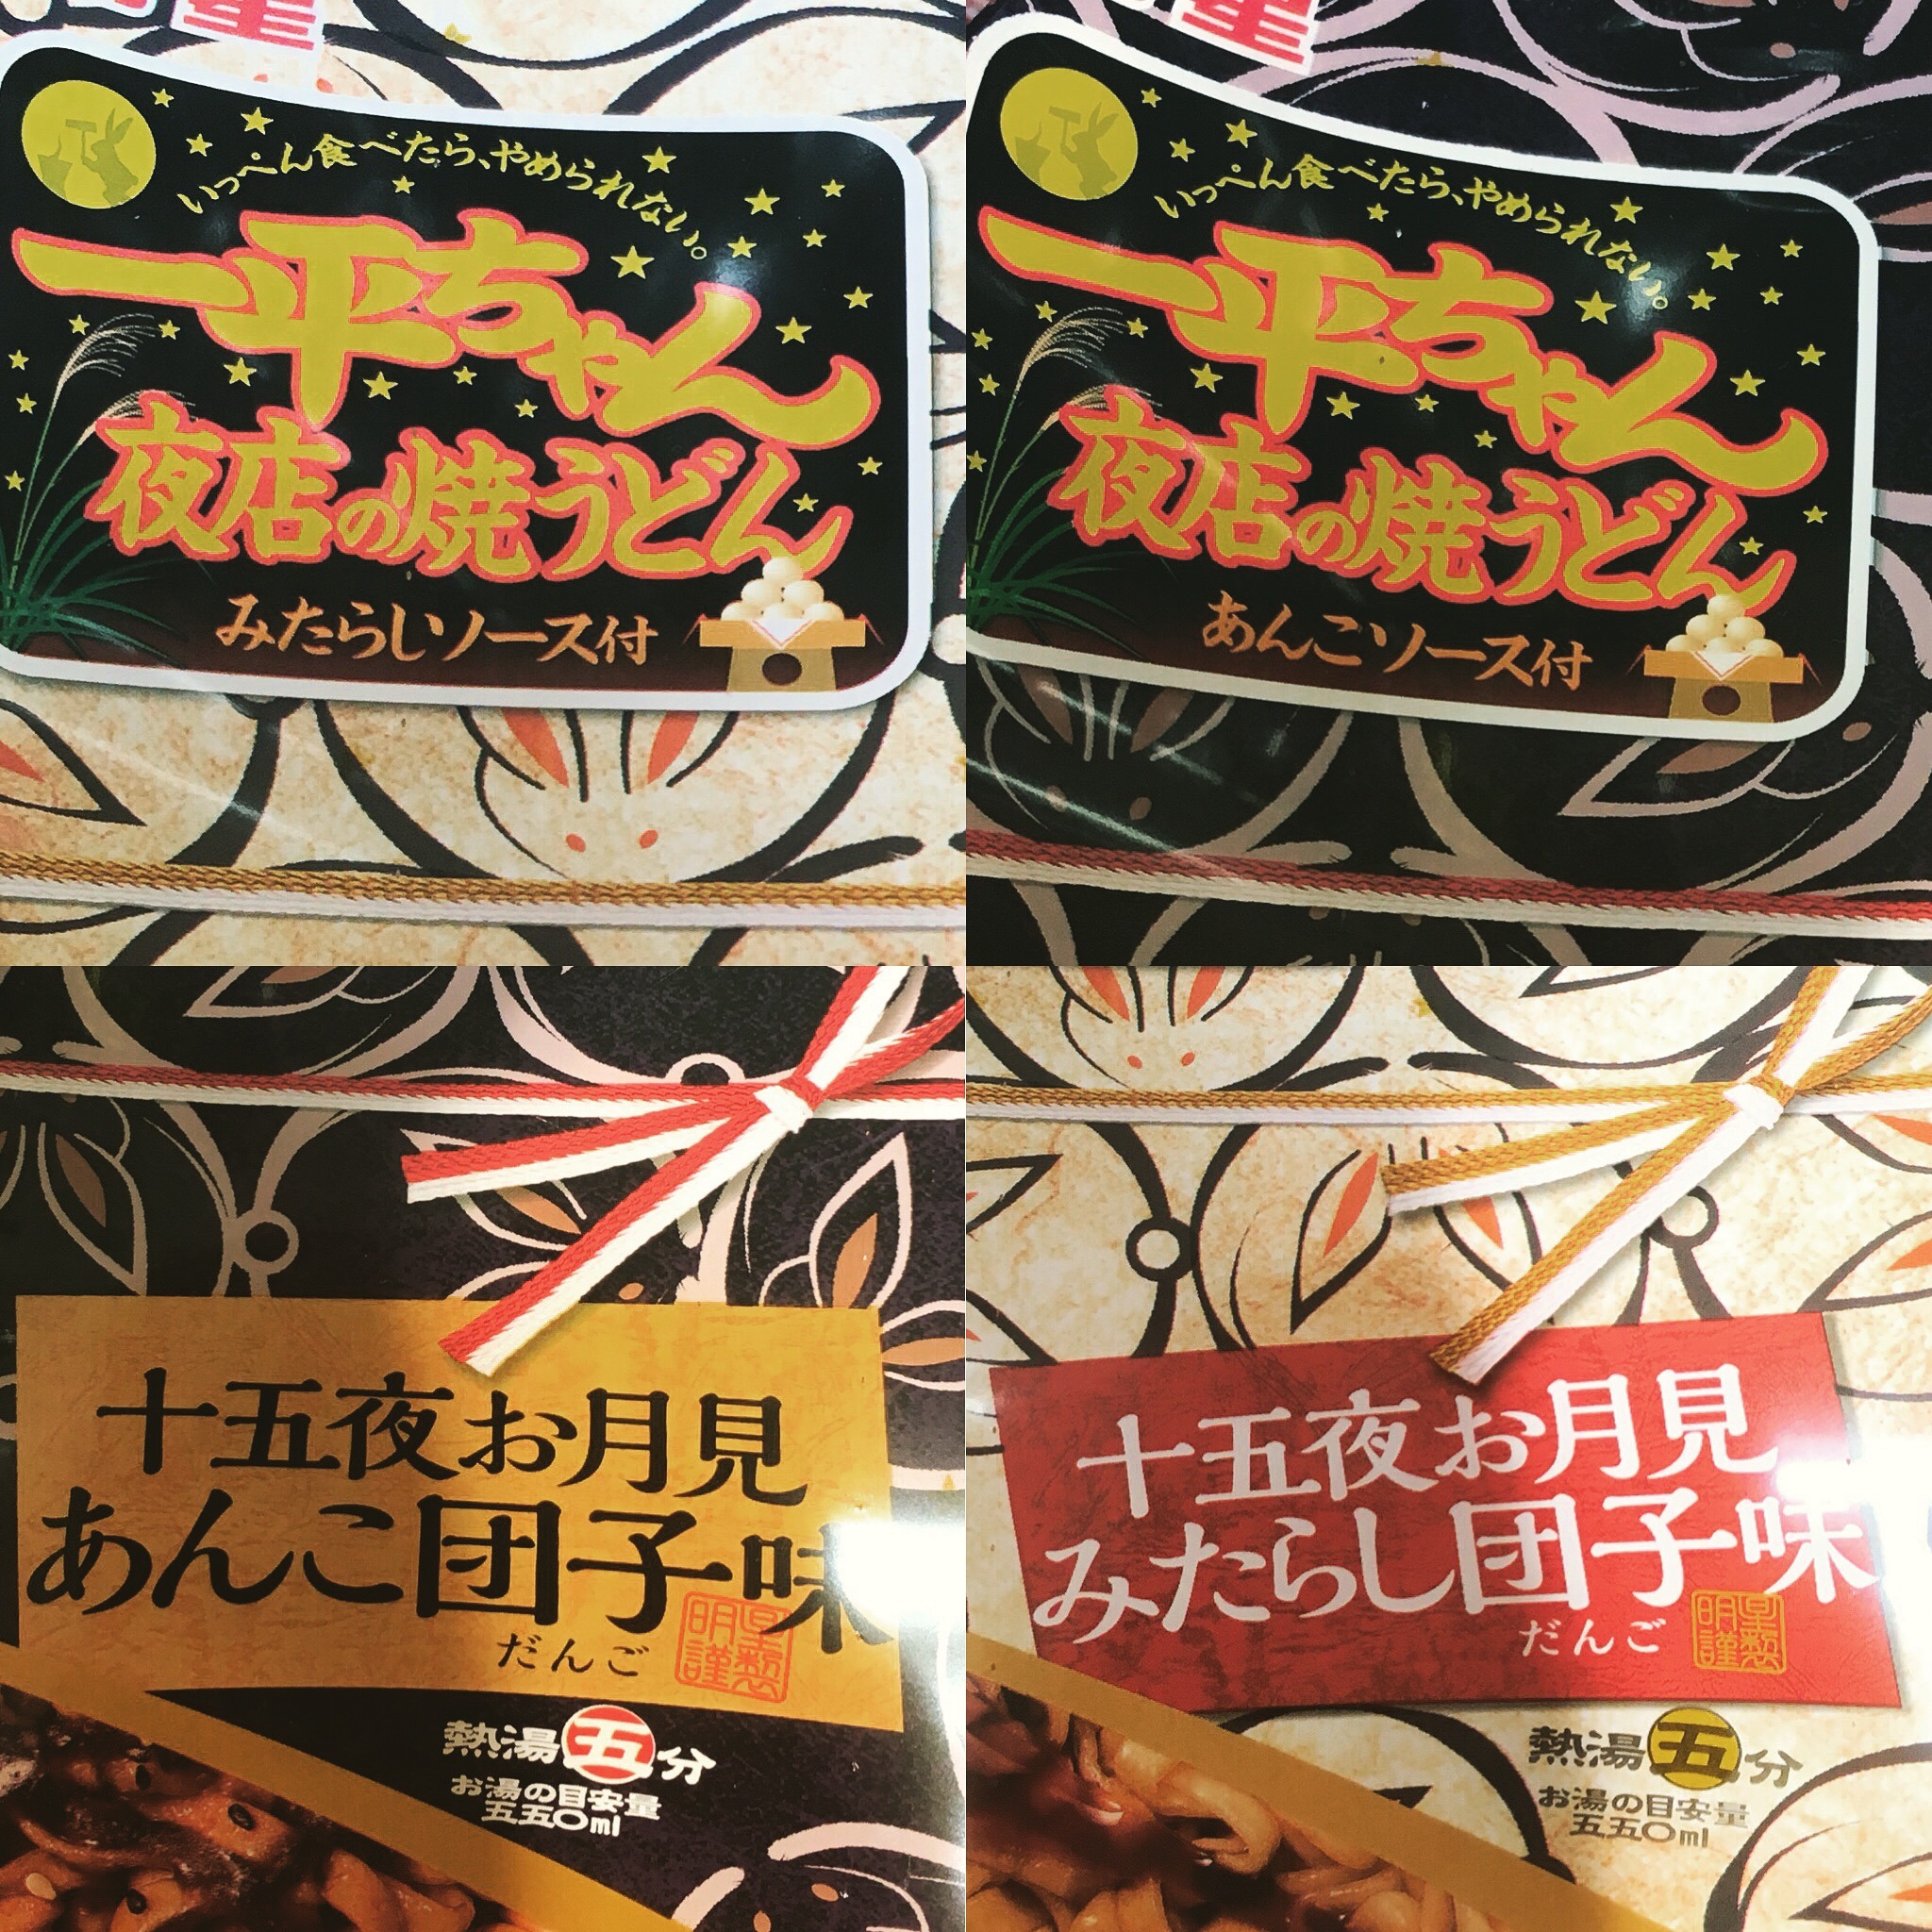 星
いっぺん食べたら、やめられない。
一平ちゃん
夜店の焼うどん
みたらしソース付
星
いっぺん食べたら、やめられない。
一平ちゃん
夜店の焼うどん
あんこソース付
十五夜お月見
あんこ団子味
だんご
明星
謹製
熱湯五分
お湯の目安量
五五〇ml
十五夜お月見
みたらし団子味
だんご
明星
謹製
熱湯五分
お湯の目安量
五五〇ml